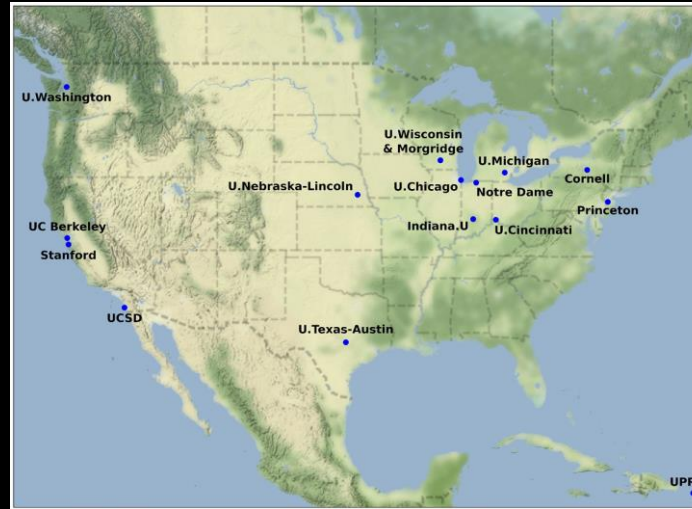 U.Washington
U.Wisconsin
& Morgridge
U.Michigan
U.Nebraska-Lincoln
U.Chicago
Notre Dame
Cornell
Princeton
UC Berkeley
Stanford
Indiana.U
U.Cincinnati
UCSD
U.Texas-Austin